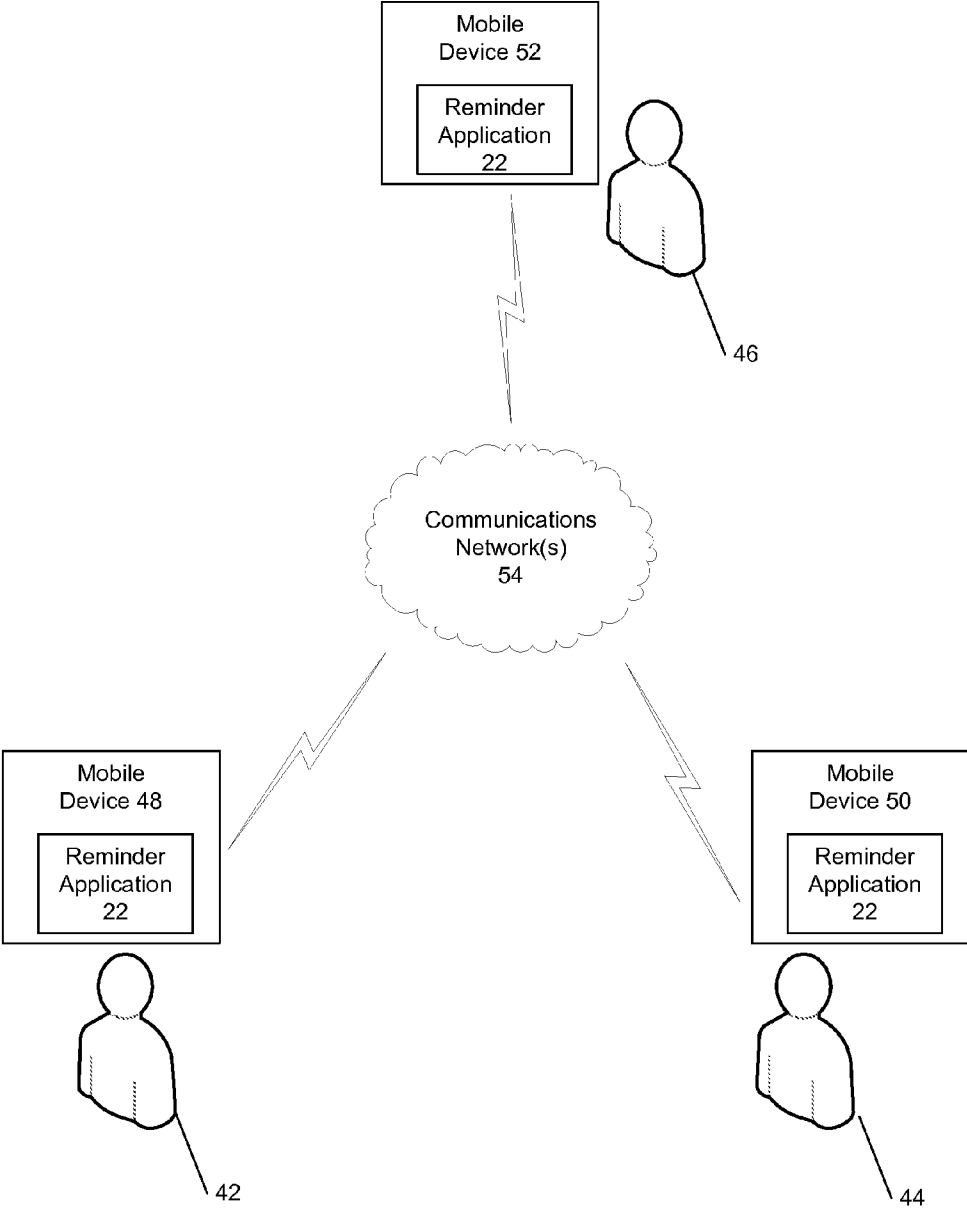 Mobile
Device 52
Reminder
Application
22
46
Communications
Network(s)
54
Mobile
Device 48
Reminder
Application
22
42
Mobile
Device 50
Reminder
Application
22
44